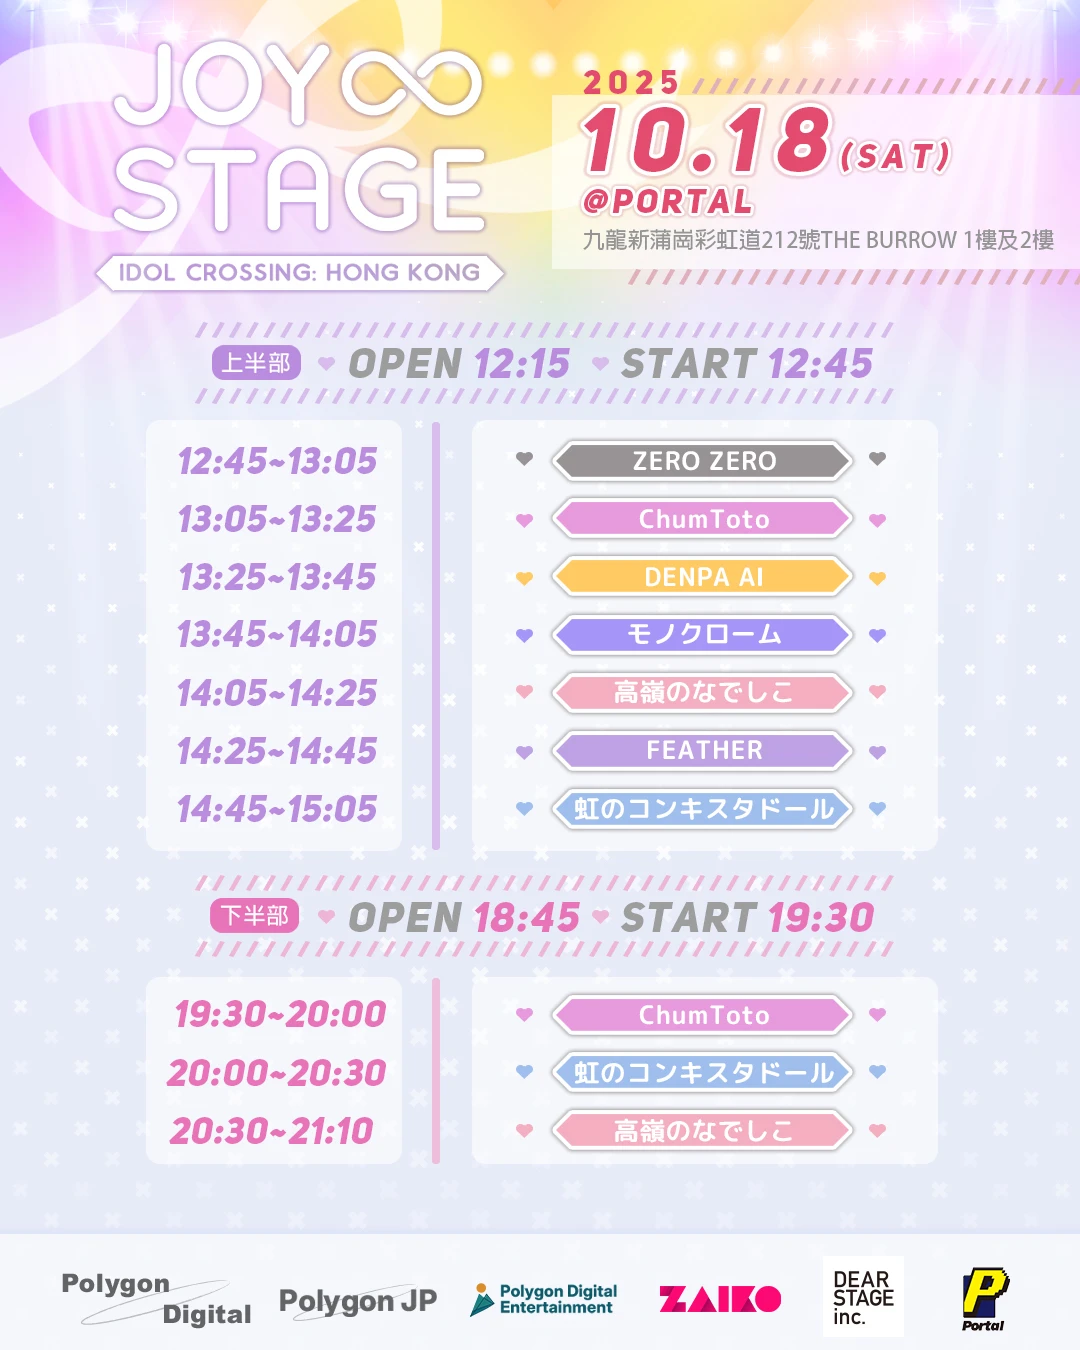 JOY∞
STAGE
IDOL CROSSING: HONG KONG
2025
10.18 (SAT)
@PORTAL
九龍新蒲崗彩虹道212號THE BURROW 1樓及2樓
上半部 OPEN 12:15 START 12:45
12:45~13:05 ZERO ZERO
13:05~13:25 ChumToto
13:25~13:45 DENPA AI
13:45~14:05 モノクローム
14:05~14:25 高嶺のなでしこ
14:25~14:45 FEATHER
14:45~15:05 虹のコンキスタドール
下半部 OPEN 18:45 START 19:30
19:30~20:00 ChumToto
20:00~20:30 虹のコンキスタドール
20:30~21:10 高嶺のなでしこ
Polygon
Digital
Polygon JP
Polygon Digital
Entertainment
ZAIKO
DEAR
STAGE
inc.
P
Portal